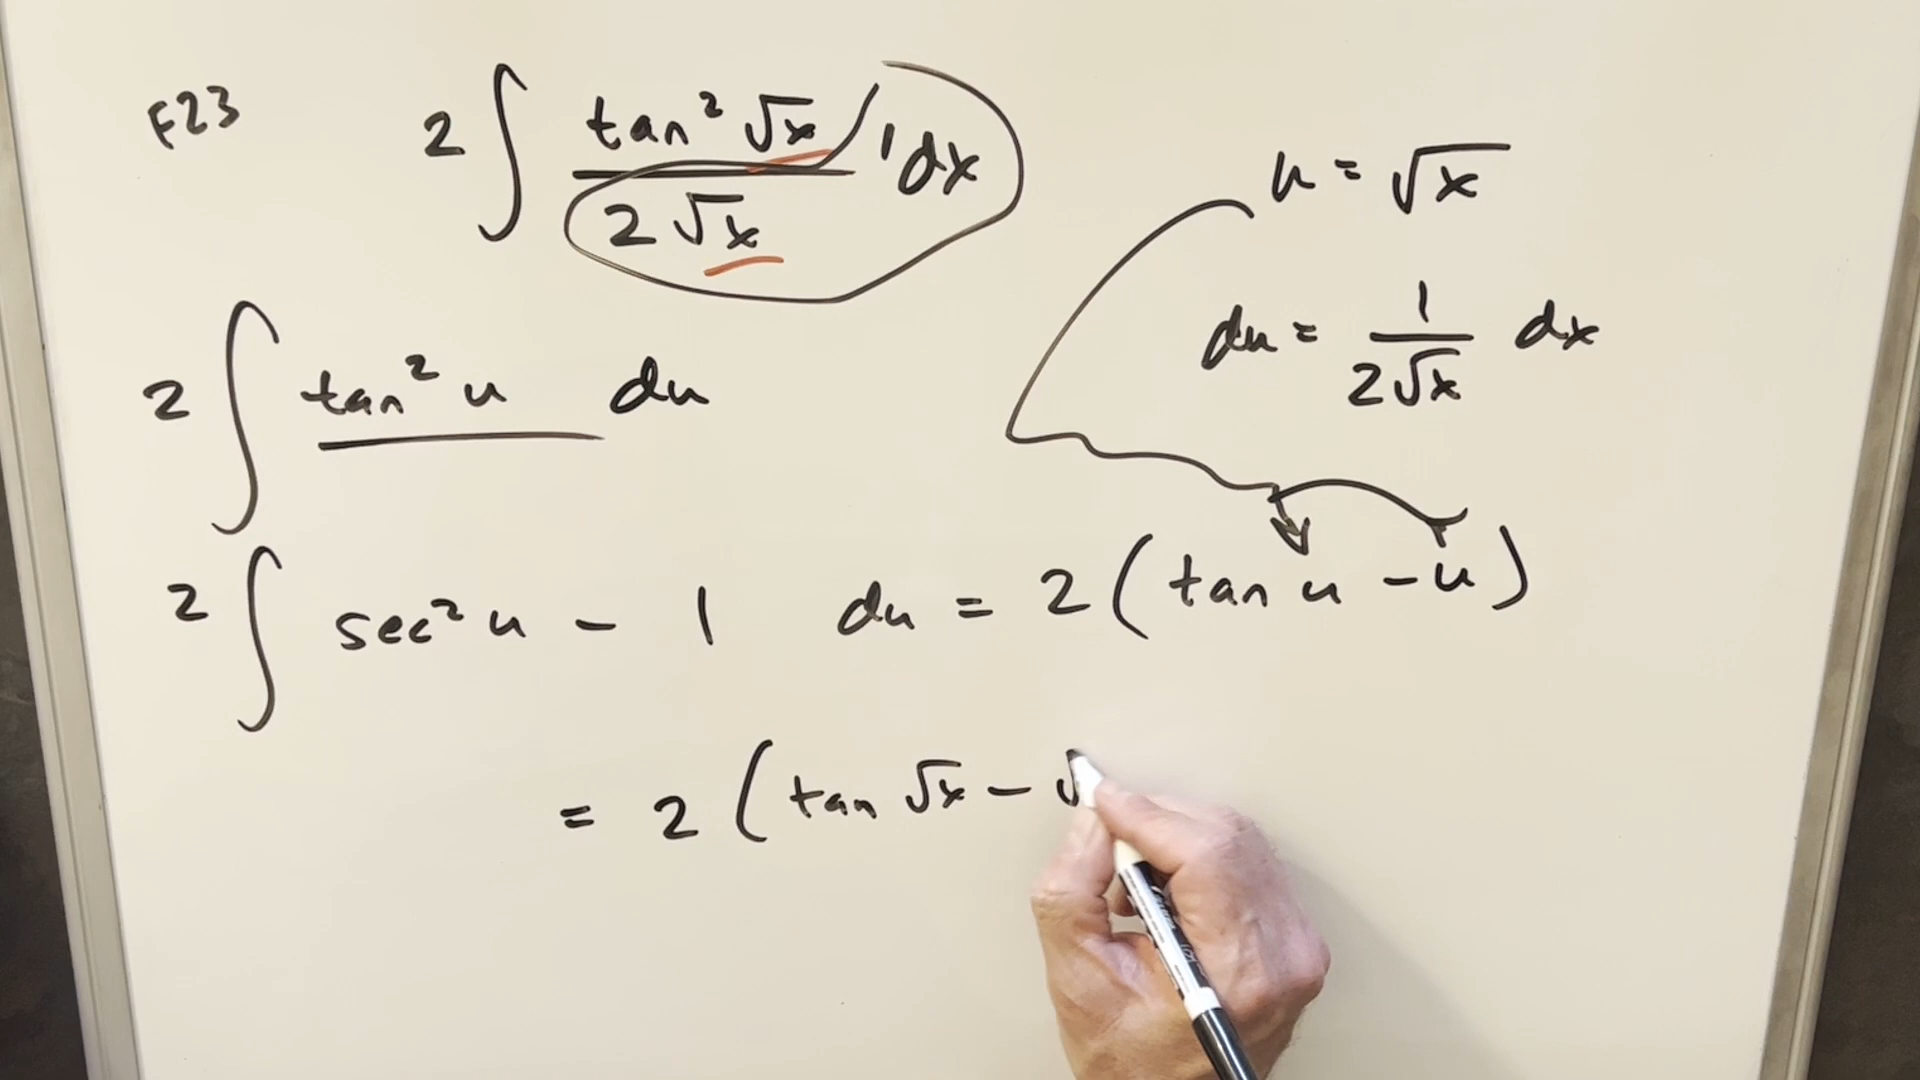 F23 2 ∫ tan² √x / 2√x 1 dx
u = √x
du = 1 / 2√x dx
2 ∫ tan² u du
2 ∫ sec² u - 1 du = 2 ( tan u - u )
= 2 ( tan √x - √